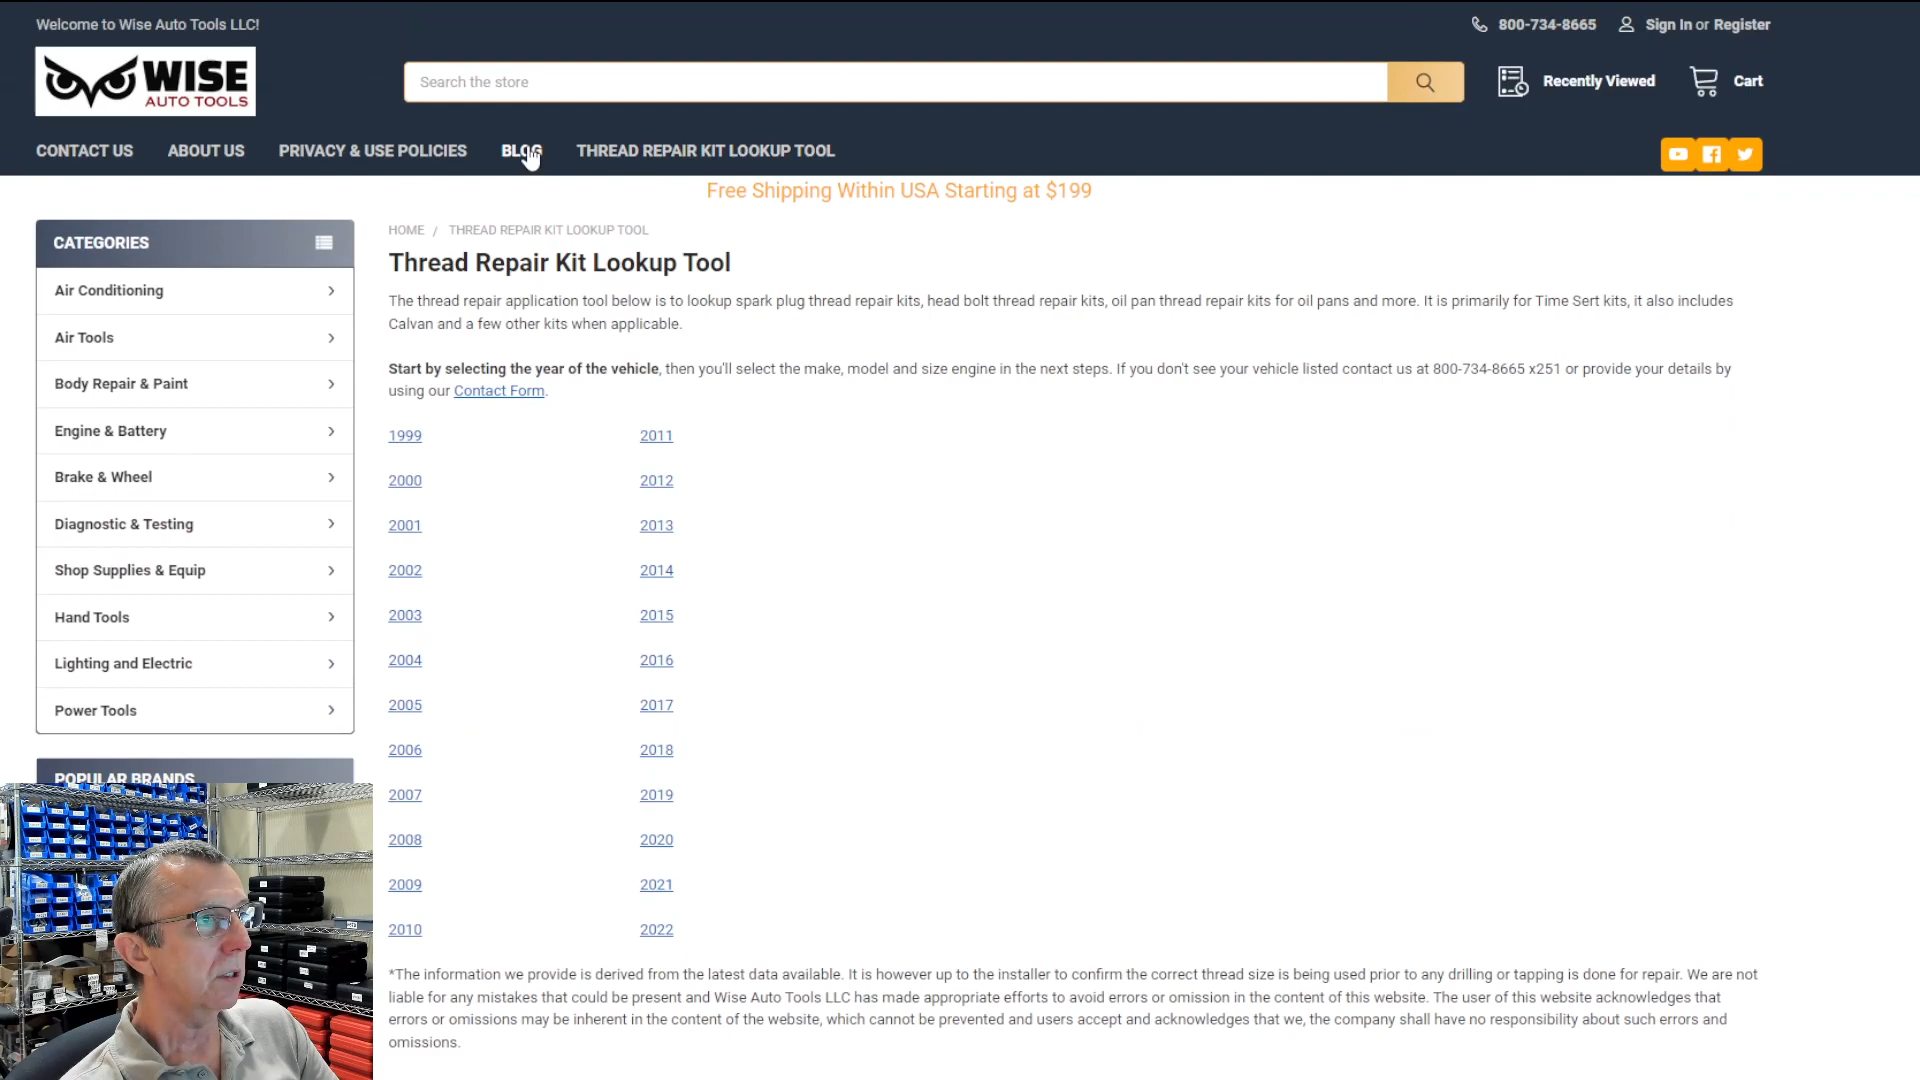 Welcome to Wise Auto Tools LLC!
800-734-8665
Sign In or Register
WISE
AUTO TOOLS
Search the store
Recently Viewed
Cart
CONTACT US
ABOUT US
PRIVACY & USE POLICIES
BLOG
THREAD REPAIR KIT LOOKUP TOOL
Free Shipping Within USA Starting at $199
CATEGORIES
Air Conditioning
Air Tools
Body Repair & Paint
Engine & Battery
Brake & Wheel
Diagnostic & Testing
Shop Supplies & Equip
Hand Tools
Lighting and Electric
Power Tools
POPULAR BRANDS
HOME / THREAD REPAIR KIT LOOKUP TOOL
Thread Repair Kit Lookup Tool
The thread repair application tool below is to lookup spark plug thread repair kits, head bolt thread repair kits, oil pan thread repair kits for oil pans and more. It is primarily for Time Sert kits, it also includes
Calvan and a few other kits when applicable.
Start by selecting the year of the vehicle, then you'll select the make, model and size engine in the next steps. If you don't see your vehicle listed contact us at 800-734-8665 x251 or provide your details by
using our Contact Form.
1999 2011
2000 2012
2001 2013
2002 2014
2003 2015
2004 2016
2005 2017
2006 2018
2007 2019
2008 2020
2009 2021
2010 2022
*The information we provide is derived from the latest data available. It is however up to the installer to confirm the correct thread size is being used prior to any drilling or tapping is done for repair. We are not
liable for any mistakes that could be present and Wise Auto Tools LLC has made appropriate efforts to avoid errors or omission in the content of this website. The user of this website acknowledges that
errors or omissions may be inherent in the content of the website, which cannot be prevented and users accept and acknowledges that we, the company shall have no responsibility about such errors and
omissions.